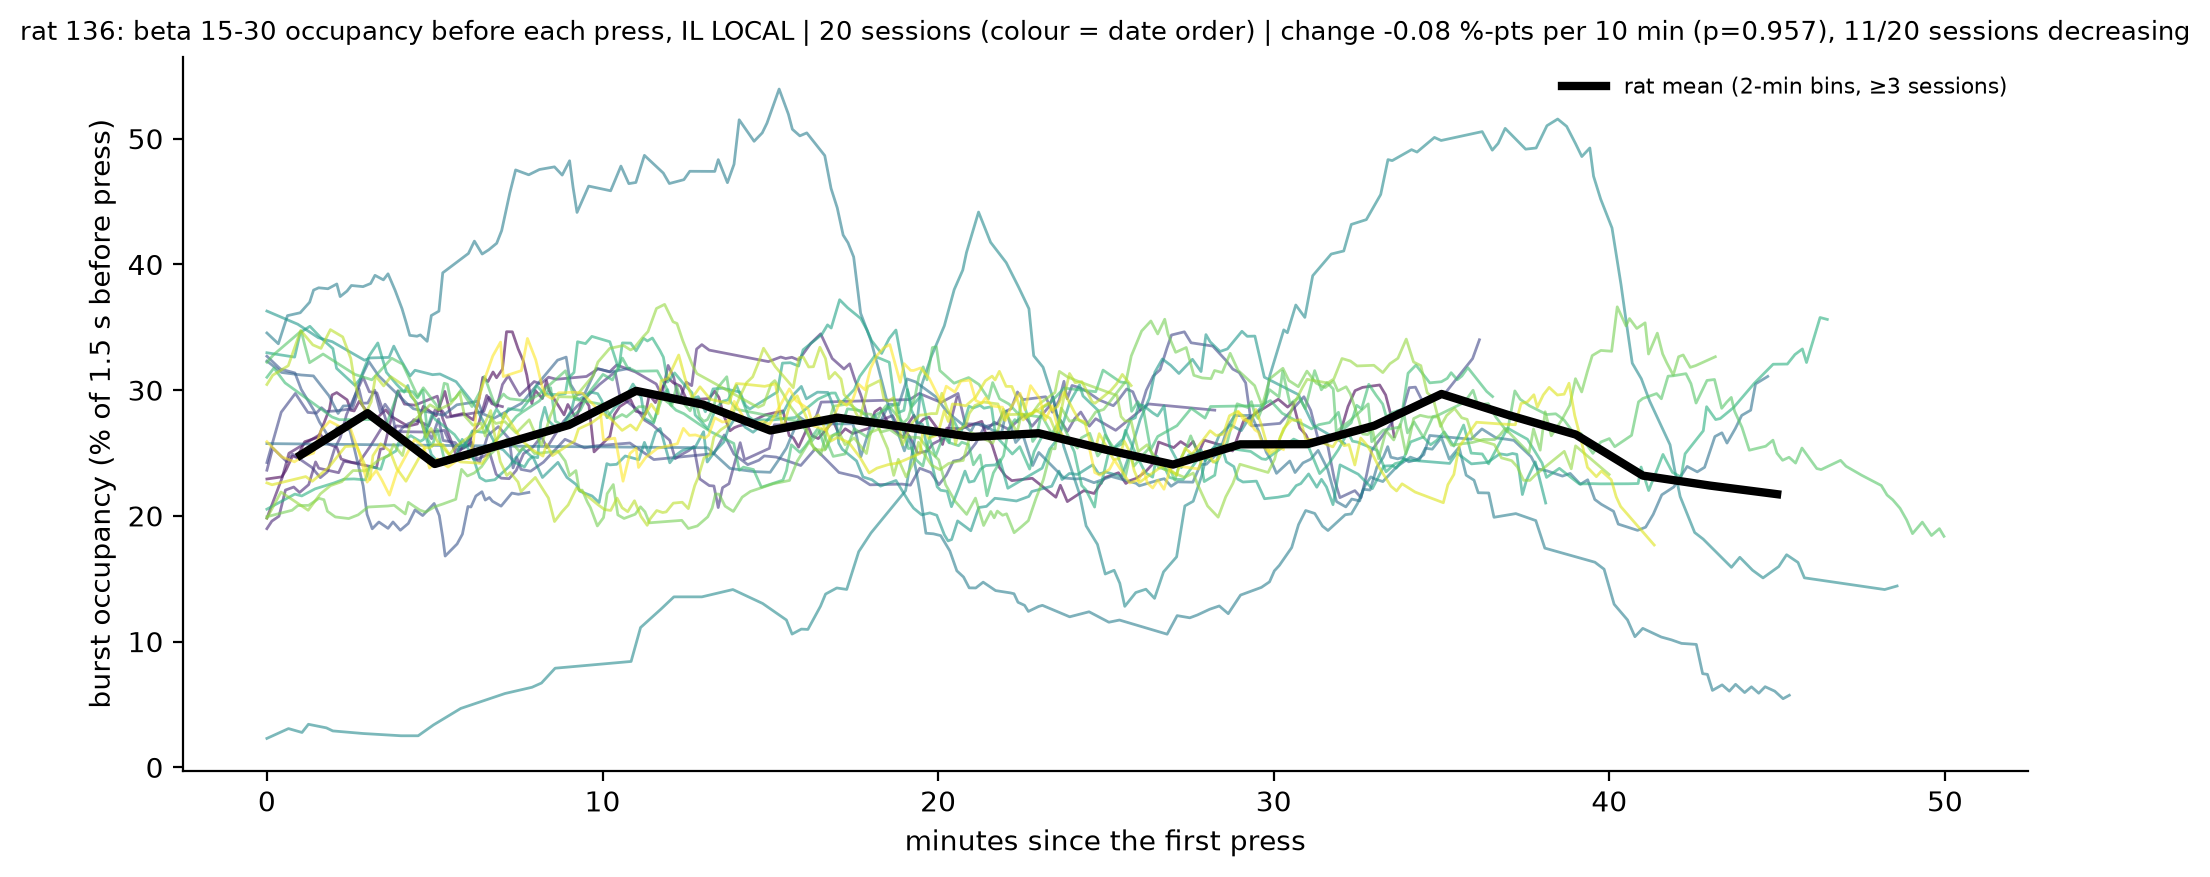 rat 136: beta 15-30 occupancy before each press, IL LOCAL | 20 sessions (colour = date order) | change -0.08 %-pts per 10 min (p=0.957), 11/20 sessions decreasing
rat mean (2-min bins, ≥3 sessions)
burst occupancy (% of 1.5 s before press)
50
40
30
20
10
0
0 10 20 30 40 50
minutes since the first press